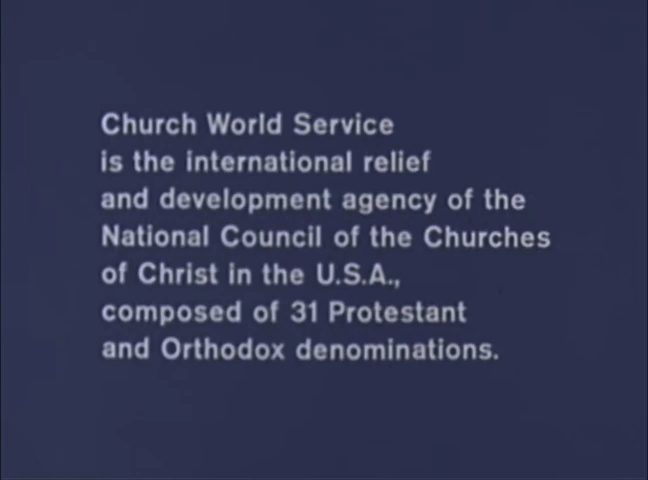 Church World Service
is the international relief
and development agency of the
National Council of the Churches
of Christ in the U.S.A.,
composed of 31 Protestant
and Orthodox denominations.